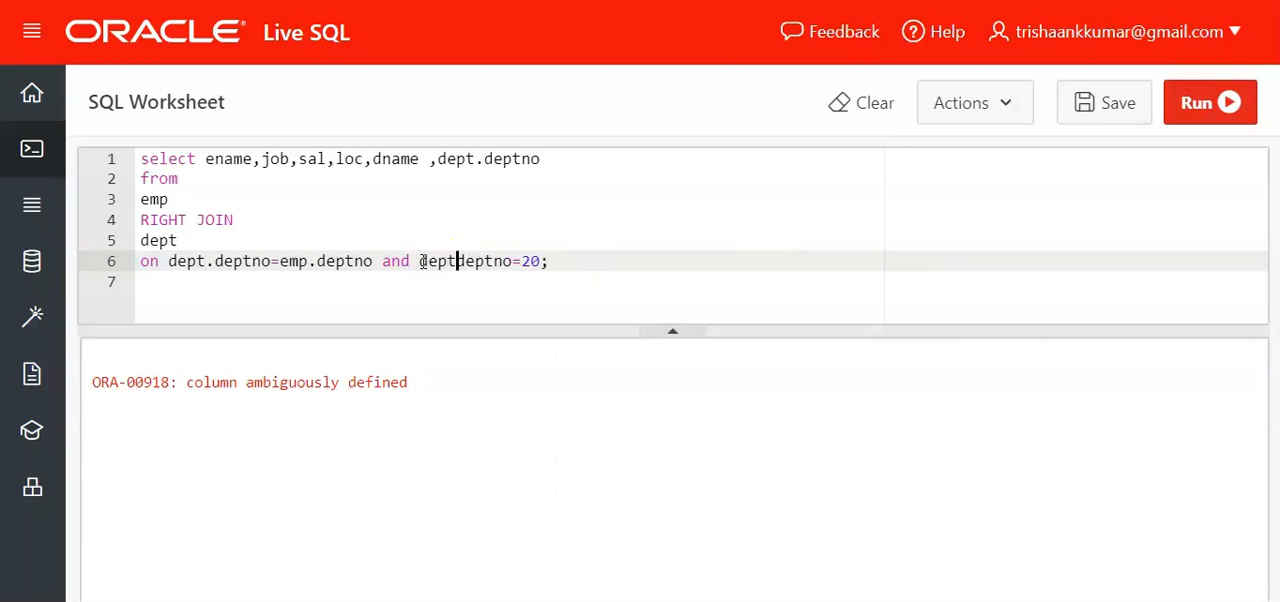 ORACLE® Live SQL
Feedback
Help
trishaankkumar@gmail.com
SQL Worksheet
Clear
Actions
Save
Run
1 select ename,job,sal,loc,dname ,dept.deptno
2 from
3 emp
4 RIGHT JOIN
5 dept
6 on dept.deptno=emp.deptno and deptdeptno=20;
7
ORA-00918: column ambiguously defined